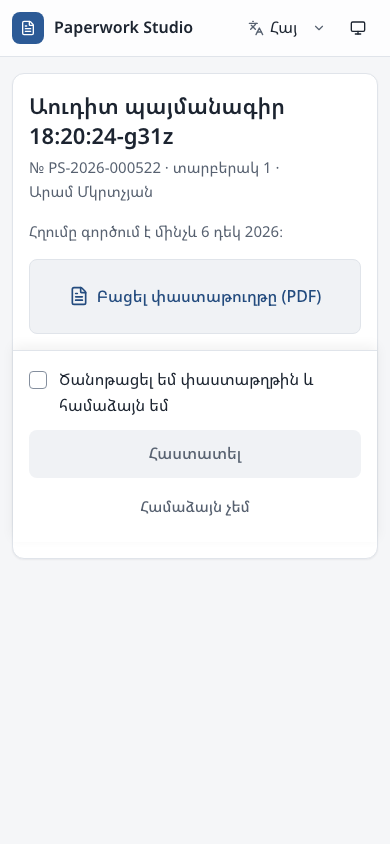 Paperwork Studio
Հայ
Աուդիտ պայմանագիր
18:20:24-g31z
№ PS-2026-000522 · տարբերակ 1 ·
Արամ Մկրտչյան
Հղումը գործում է մինչև 6 դեկ 2026:
Բացել փաստաթուղթը (PDF)
Ծանոթացել եմ փաստաթղթին և
համաձայն եմ
Հաստատել
Համաձայն չեմ